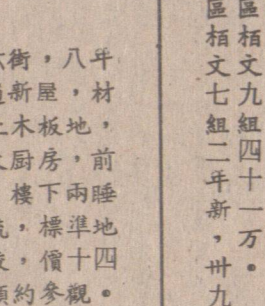 街，八年
新屋，材
木板地，
厨房，前
樓下兩睡
，標準地
，價十四
約參觀。
區栢文九組四十一万。
區栢文七組二年新，卅九